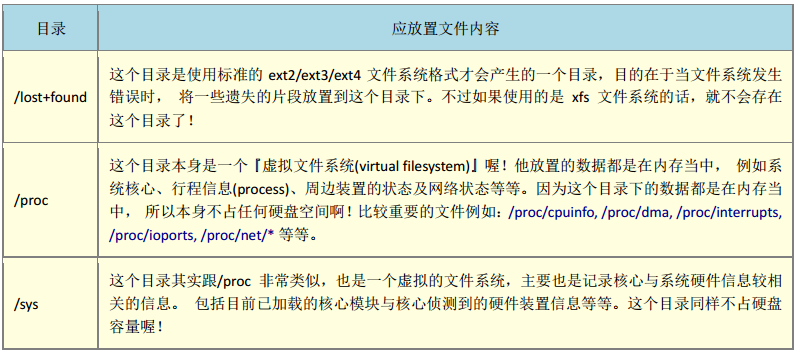 目录 应放置文件内容
/lost+found
这个目录是使用标准的 ext2/ext3/ext4 文件系统格式才会产生的一个目录，目的在于当文件系统发生
错误时， 将一些遗失的片段放置到这个目录下。不过如果使用的是 xfs 文件系统的话，就不会存在
这个目录了！
/proc
这个目录本身是一个『虚拟文件系统(virtual filesystem)』喔！他放置的数据都是在内存当中， 例如系
统核心、行程信息(process)、周边装置的状态及网络状态等等。因为这个目录下的数据都是在内存当
中， 所以本身不占任何硬盘空间啊！比较重要的文件例如：/proc/cpuinfo, /proc/dma, /proc/interrupts,
/proc/ioports, /proc/net/* 等等。
/sys
这个目录其实跟/proc 非常类似，也是一个虚拟的文件系统，主要也是记录核心与系统硬件信息较相
关的信息。 包括目前已加载的核心模块与核心侦测到的硬件装置信息等等。这个目录同样不占硬盘
容量喔！